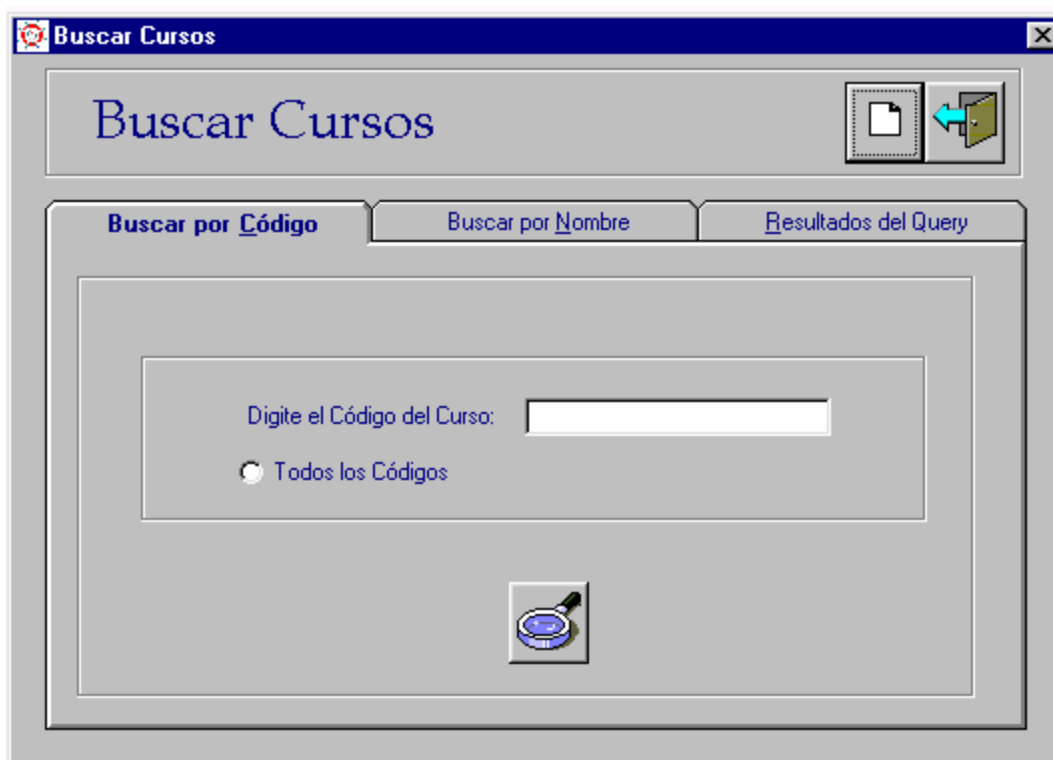 Buscar Cursos
Buscar Cursos
Buscar por Código
Buscar por Nombre
Resultados del Query
Digite el Código del Curso:
Todos los Códigos